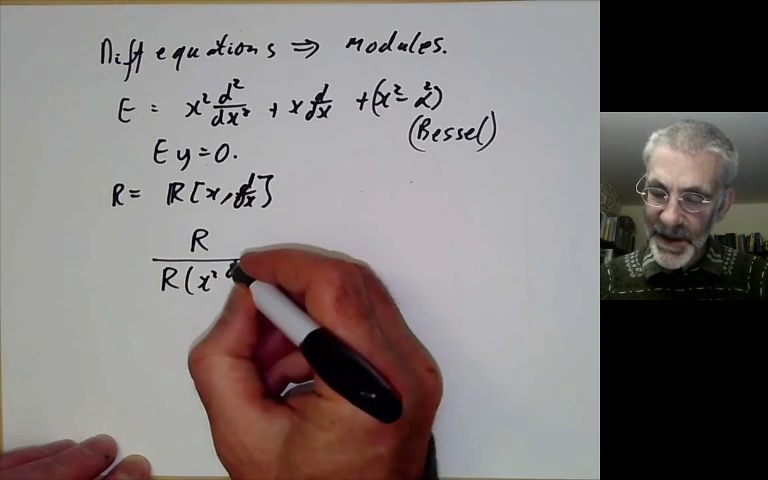 Diff equations ⇒ modules.
E = x² d²/dx² + x d/dx + (x² - α²)
(Bessel)
Ey = 0.
R = ℝ[x, d/dx]
R
R(x²